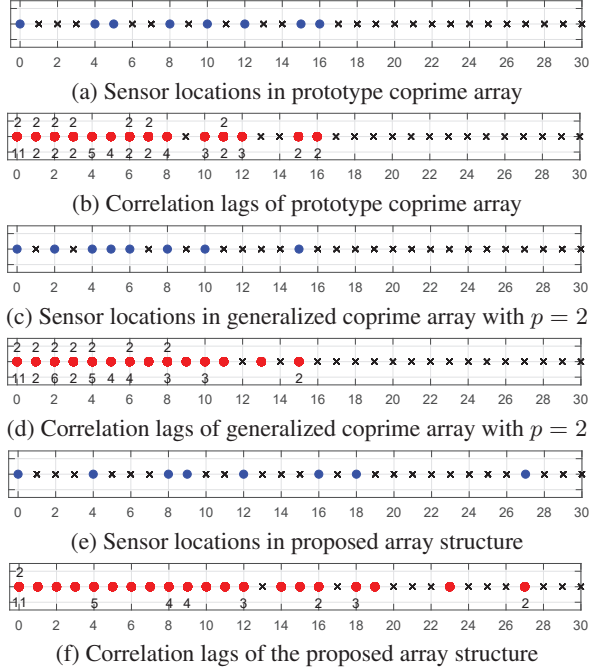 0 2 4 6 8 10 12 14 16 18 20 22 24 26 28 30
(a) Sensor locations in prototype coprime array
2 2 2 2 2 2 2
11 2 2 2 5 4 2 2 4 3 2 3 2 2
0 2 4 6 8 10 12 14 16 18 20 22 24 26 28 30
(b) Correlation lags of prototype coprime array
0 2 4 6 8 10 12 14 16 18 20 22 24 26 28 30
(c) Sensor locations in generalized coprime array with p = 2
2 2 2 2 2 2 2
11 2 6 2 5 4 4 3 3 2
0 2 4 6 8 10 12 14 16 18 20 22 24 26 28 30
(d) Correlation lags of generalized coprime array with p = 2
0 2 4 6 8 10 12 14 16 18 20 22 24 26 28 30
(e) Sensor locations in proposed array structure
2
11 5 4 4 3 2 3 2
0 2 4 6 8 10 12 14 16 18 20 22 24 26 28 30
(f) Correlation lags of the proposed array structure